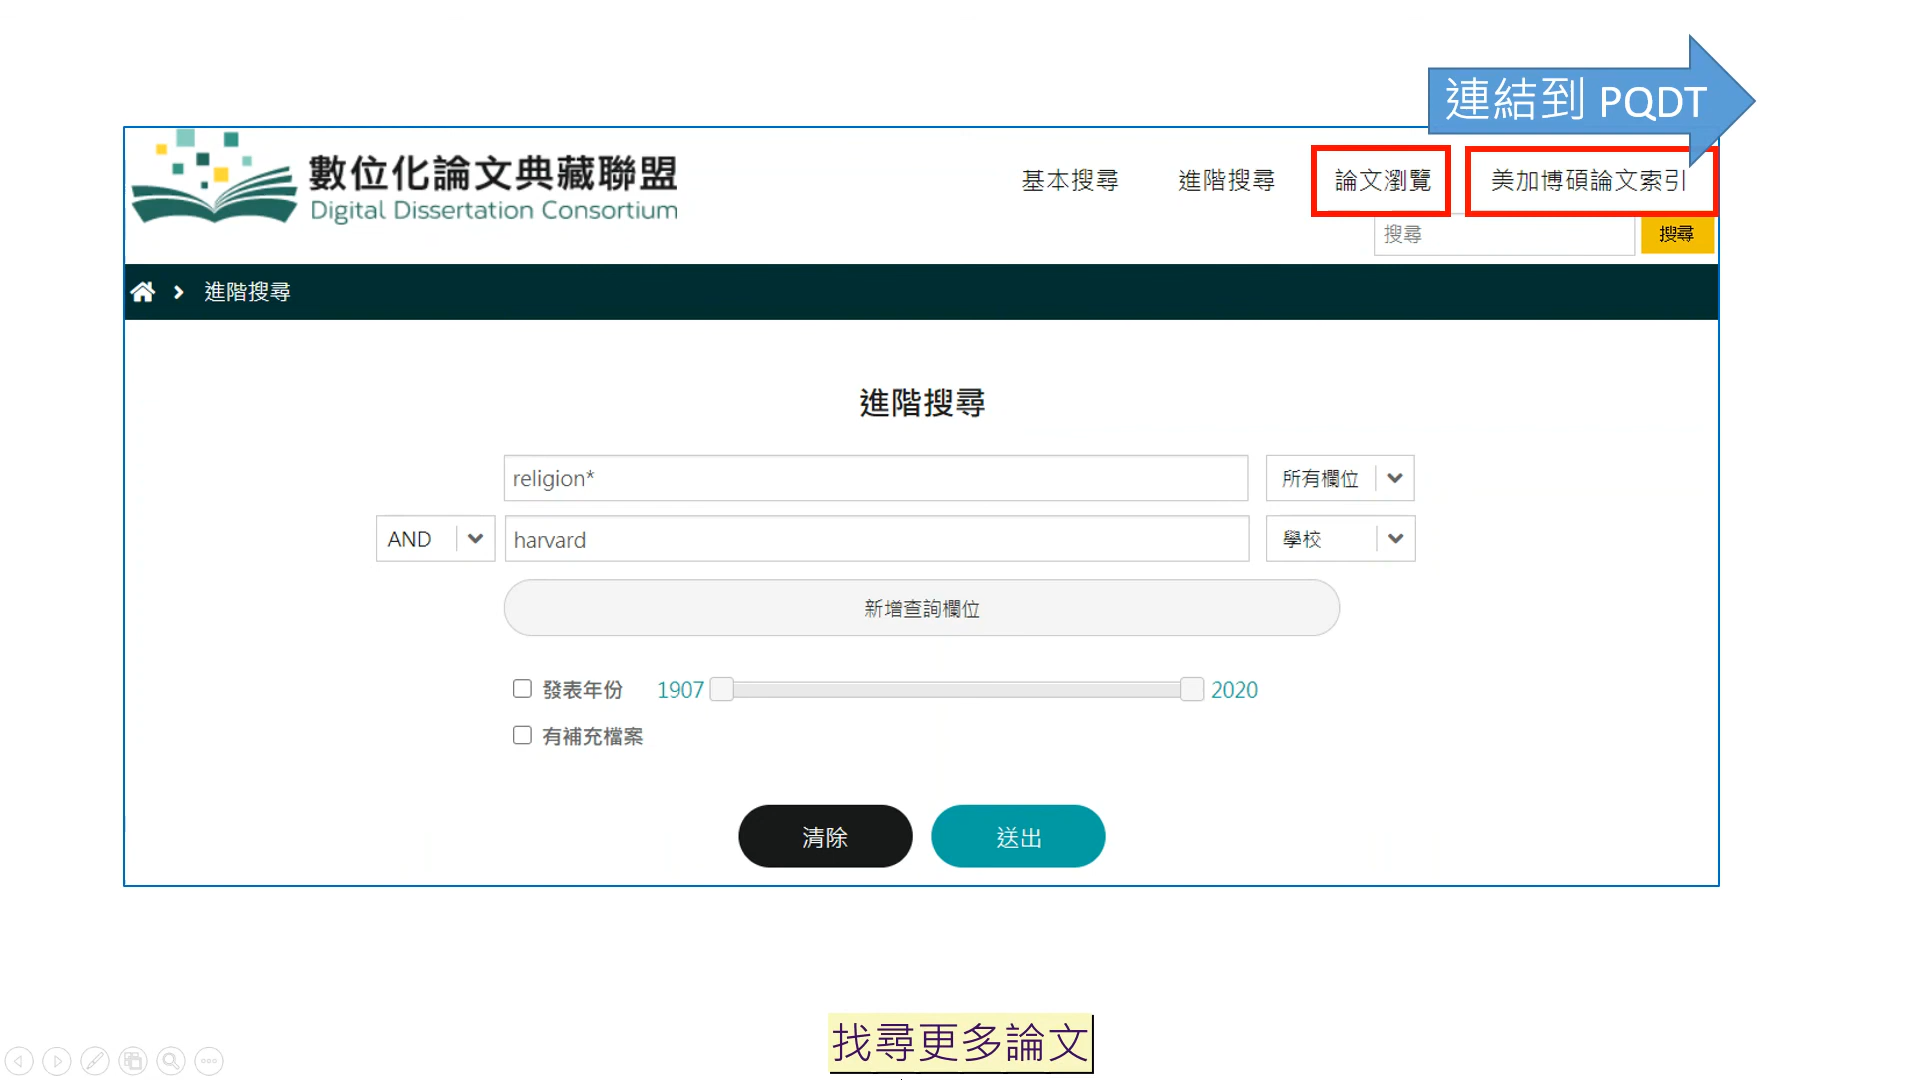 連結到 PQDT
數位化論文典藏聯盟
Digital Dissertation Consortium
基本搜尋 進階搜尋 論文瀏覽 美加博碩論文索引
搜尋 搜尋
進階搜尋
進階搜尋
religion* 所有欄位
AND harvard 學校
新增查詢欄位
發表年份 1907 2020
有補充檔案
清除 送出
找尋更多論文